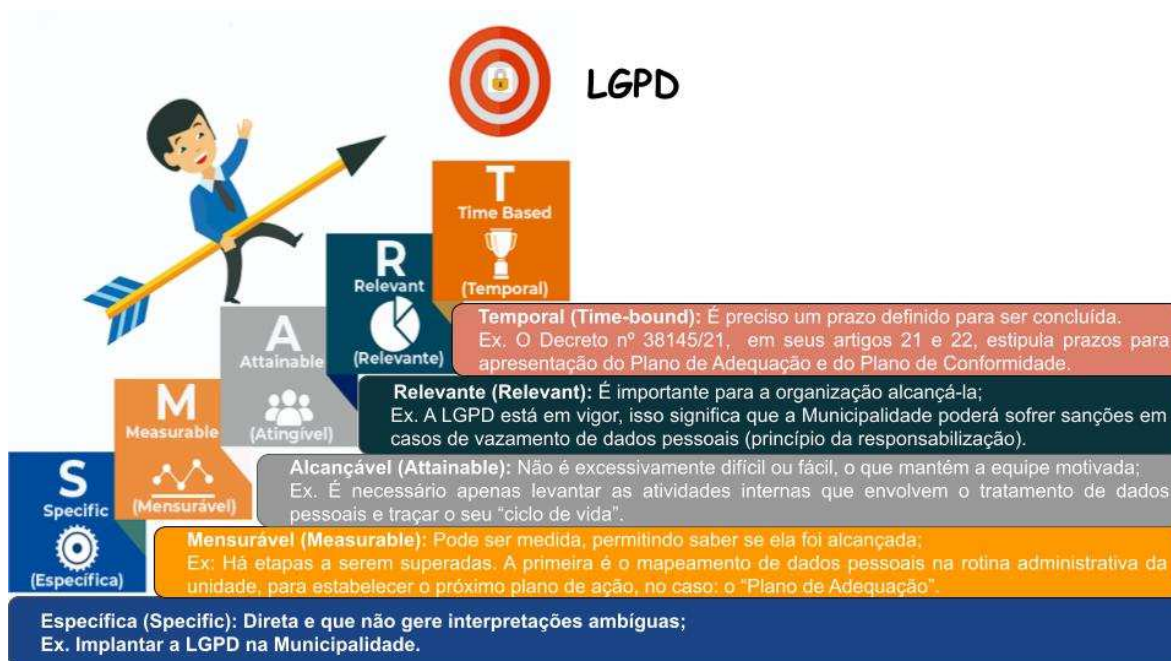 LGPD
T
Time Based
(Temporal)
R
Relevant
(Relevante)
A
Attainable
(Atingível)
M
Measurable
(Mensurável)
S
Specific
(Específica)
Temporal (Time-bound): É preciso um prazo definido para ser concluída.
Ex. O Decreto nº 38145/21, em seus artigos 21 e 22, estipula prazos para
apresentação do Plano de Adequação e do Plano de Conformidade.
Relevante (Relevant): É importante para a organização alcançá-la;
Ex. A LGPD está em vigor, isso significa que a Municipalidade poderá sofrer sanções em
casos de vazamento de dados pessoais (princípio da responsabilização).
Alcançável (Attainable): Não é excessivamente difícil ou fácil, o que mantém a equipe motivada;
Ex. É necessário apenas levantar as atividades internas que envolvem o tratamento de dados
pessoais e traçar o seu “ciclo de vida”.
Mensurável (Measurable): Pode ser medida, permitindo saber se ela foi alcançada;
Ex: Há etapas a serem superadas. A primeira é o mapeamento de dados pessoais na rotina administrativa da
unidade, para estabelecer o próximo plano de ação, no caso: o “Plano de Adequação”.
Específica (Specific): Direta e que não gere interpretações ambíguas;
Ex. Implantar a LGPD na Municipalidade.